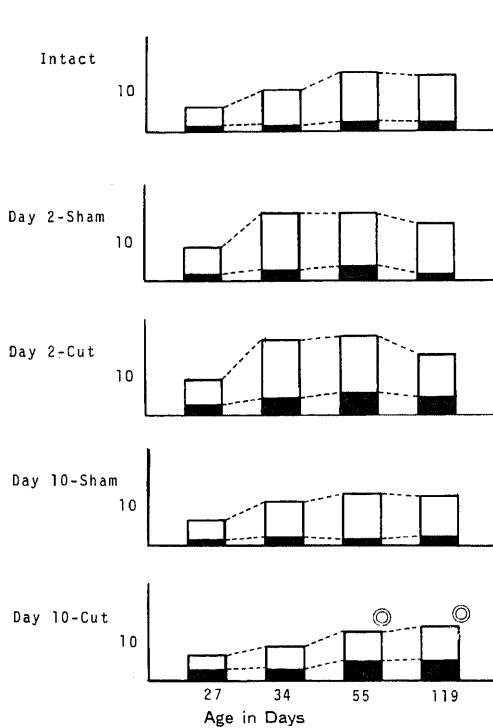 Intact
10
Day 2-Sham
10
Day 2-Cut
10
Day 10-Sham
10
Day 10-Cut
10
27 34 55 119
Age in Days